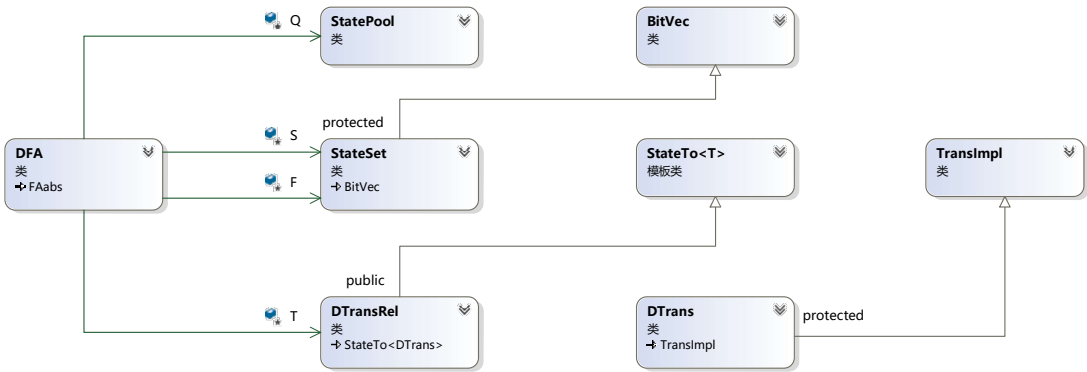 Q
StatePool
类
BitVec
类
S
protected
DFA
类
FAabs
StateSet
类
BitVec
F
StateTo<T>
模板类
TransImpl
类
public
T
DTransRel
类
StateTo<DTrans>
DTrans
类
TransImpl
protected